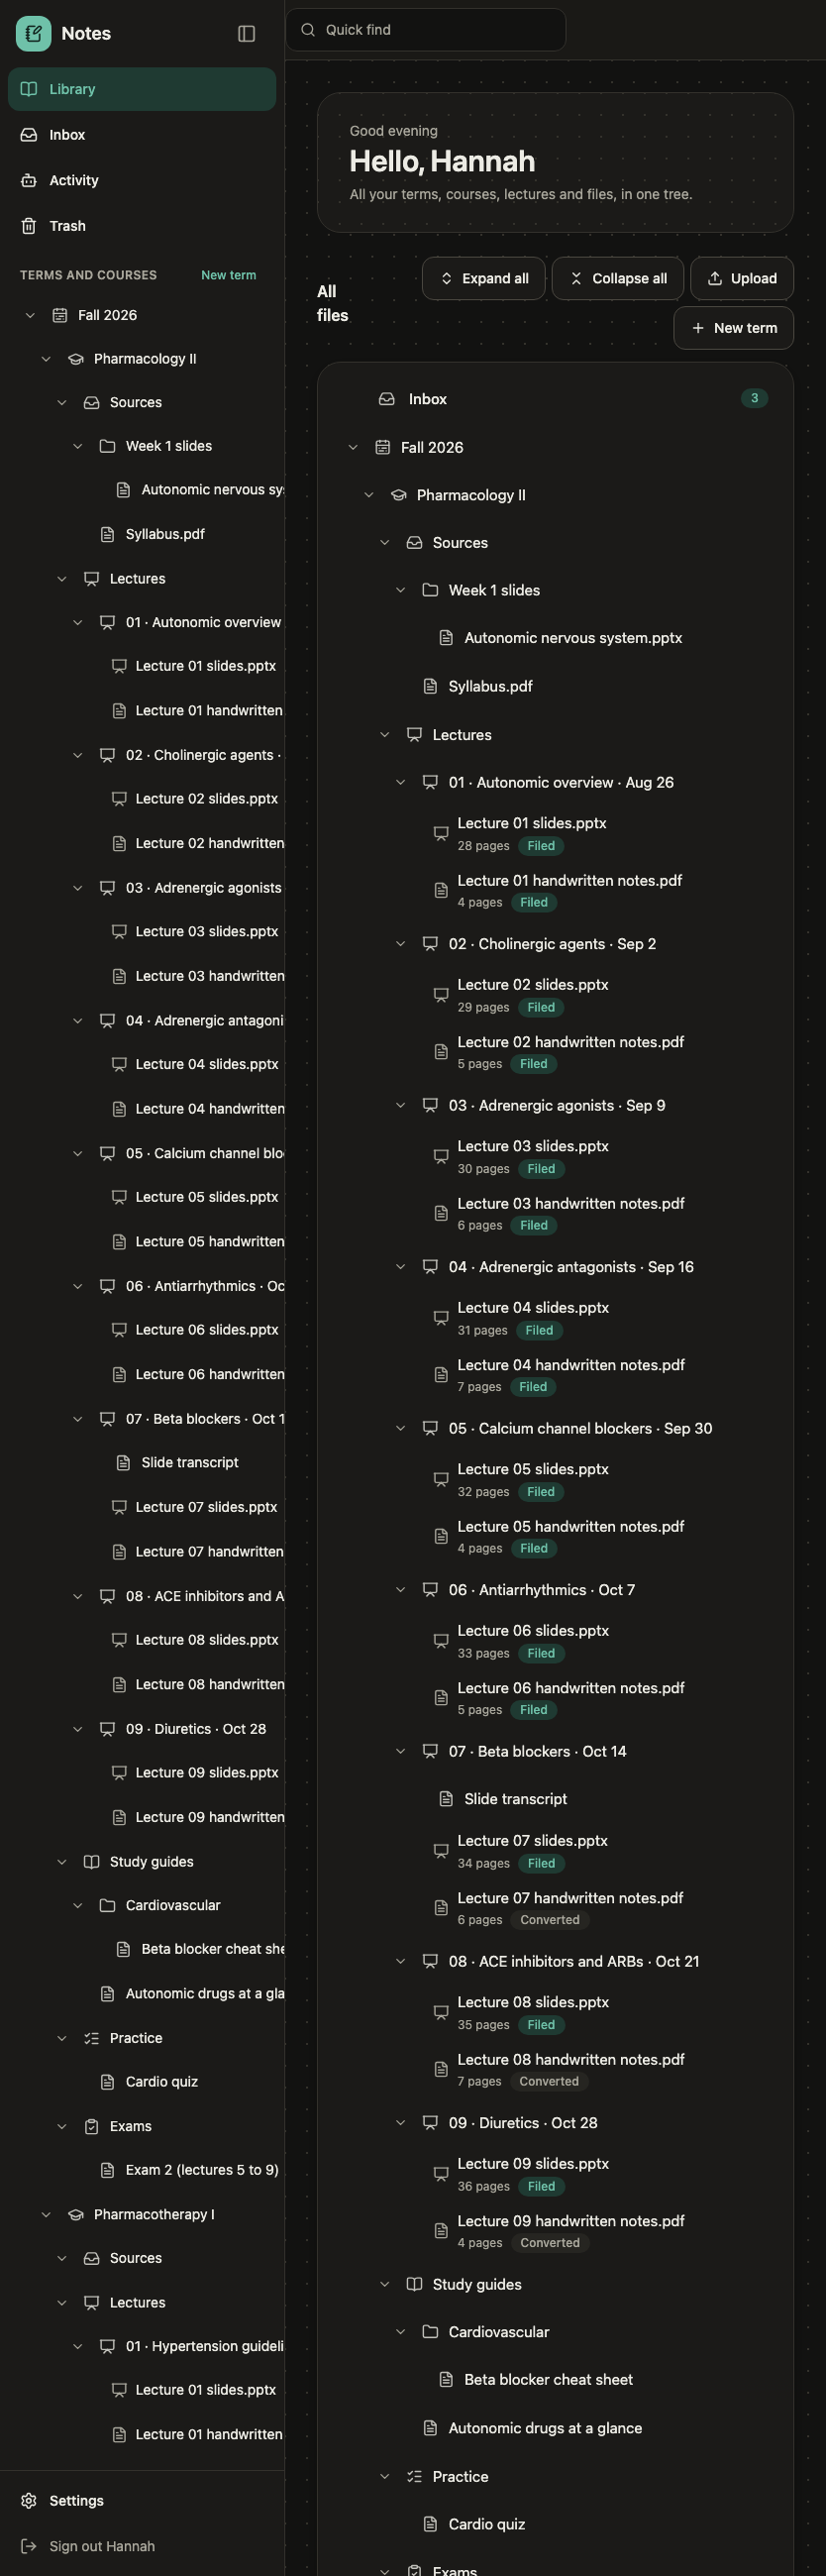 Notes
Library
Inbox
Activity
Trash
TERMS AND COURSES New term
Fall 2026
Pharmacology II
Sources
Week 1 slides
Autonomic nervous sy
Syllabus.pdf
Lectures
01 · Autonomic overview
Lecture 01 slides.pptx
Lecture 01 handwritten
02 · Cholinergic agents ·
Lecture 02 slides.pptx
Lecture 02 handwritten
03 · Adrenergic agonists
Lecture 03 slides.pptx
Lecture 03 handwritten
04 · Adrenergic antagoni
Lecture 04 slides.pptx
Lecture 04 handwritten
05 · Calcium channel blo
Lecture 05 slides.pptx
Lecture 05 handwritten
06 · Antiarrhythmics · Oc
Lecture 06 slides.pptx
Lecture 06 handwritten
07 · Beta blockers · Oct 1
Slide transcript
Lecture 07 slides.pptx
Lecture 07 handwritten
08 · ACE inhibitors and A
Lecture 08 slides.pptx
Lecture 08 handwritten
09 · Diuretics · Oct 28
Lecture 09 slides.pptx
Lecture 09 handwritten
Study guides
Cardiovascular
Beta blocker cheat she
Autonomic drugs at a gla
Practice
Cardio quiz
Exams
Exam 2 (lectures 5 to 9)
Pharmacotherapy I
Sources
Lectures
01 · Hypertension guideli
Lecture 01 slides.pptx
Lecture 01 handwritten
Settings
Sign out Hannah
Quick find
Good evening
Hello, Hannah
All your terms, courses, lectures and files, in one tree.
All files
Expand all
Collapse all
Upload
New term
Inbox 3
Fall 2026
Pharmacology II
Sources
Week 1 slides
Autonomic nervous system.pptx
Syllabus.pdf
Lectures
01 · Autonomic overview · Aug 26
Lecture 01 slides.pptx
28 pages Filed
Lecture 01 handwritten notes.pdf
4 pages Filed
02 · Cholinergic agents · Sep 2
Lecture 02 slides.pptx
29 pages Filed
Lecture 02 handwritten notes.pdf
5 pages Filed
03 · Adrenergic agonists · Sep 9
Lecture 03 slides.pptx
30 pages Filed
Lecture 03 handwritten notes.pdf
6 pages Filed
04 · Adrenergic antagonists · Sep 16
Lecture 04 slides.pptx
31 pages Filed
Lecture 04 handwritten notes.pdf
7 pages Filed
05 · Calcium channel blockers · Sep 30
Lecture 05 slides.pptx
32 pages Filed
Lecture 05 handwritten notes.pdf
4 pages Filed
06 · Antiarrhythmics · Oct 7
Lecture 06 slides.pptx
33 pages Filed
Lecture 06 handwritten notes.pdf
5 pages Filed
07 · Beta blockers · Oct 14
Slide transcript
Lecture 07 slides.pptx
34 pages Filed
Lecture 07 handwritten notes.pdf
6 pages Converted
08 · ACE inhibitors and ARBs · Oct 21
Lecture 08 slides.pptx
35 pages Filed
Lecture 08 handwritten notes.pdf
7 pages Converted
09 · Diuretics · Oct 28
Lecture 09 slides.pptx
36 pages Filed
Lecture 09 handwritten notes.pdf
4 pages Converted
Study guides
Cardiovascular
Beta blocker cheat sheet
Autonomic drugs at a glance
Practice
Cardio quiz
Exams